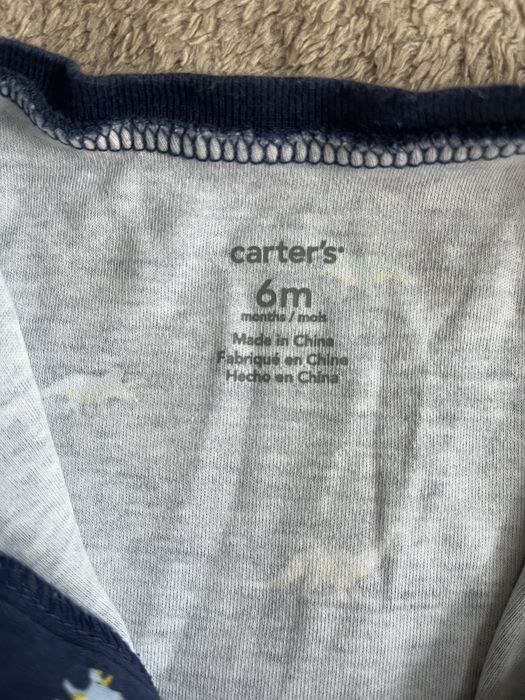 carter's
6m
months / mois
Made in China
Fabriqué en Chine
Hecho en China